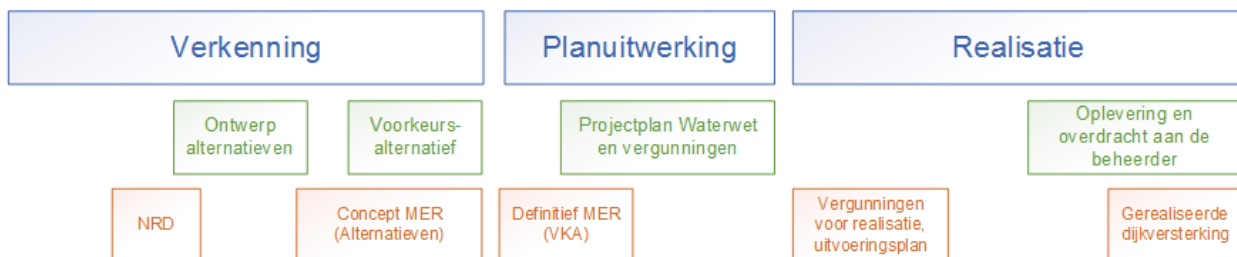 Verkenning
Planuitwerking
Realisatie
Ontwerp
alternatieven
Voorkeurs-
alternatief
Projectplan Waterwet
en vergunningen
Oplevering en
overdracht aan de
beheerder
NRD
Concept MER
(Alternatieven)
Definitief MER
(VKA)
Vergunningen
voor realisatie,
uitvoeringsplan
Gerealiseerde
dijkversterking